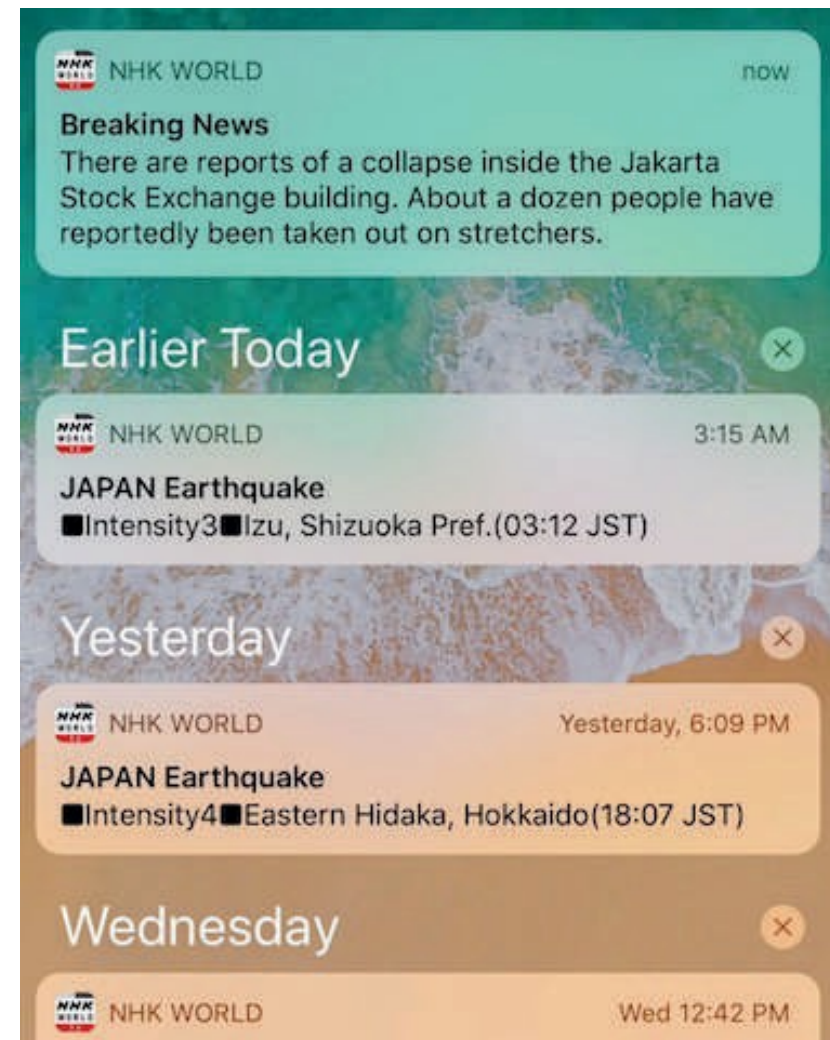 NHK WORLD now
Breaking News
There are reports of a collapse inside the Jakarta
Stock Exchange building. About a dozen people have
reportedly been taken out on stretchers.
Earlier Today
NHK WORLD 3:15 AM
JAPAN Earthquake
■Intensity3■Izu, Shizuoka Pref.(03:12 JST)
Yesterday
NHK WORLD Yesterday, 6:09 PM
JAPAN Earthquake
■Intensity4■Eastern Hidaka, Hokkaido(18:07 JST)
Wednesday
NHK WORLD Wed 12:42 PM